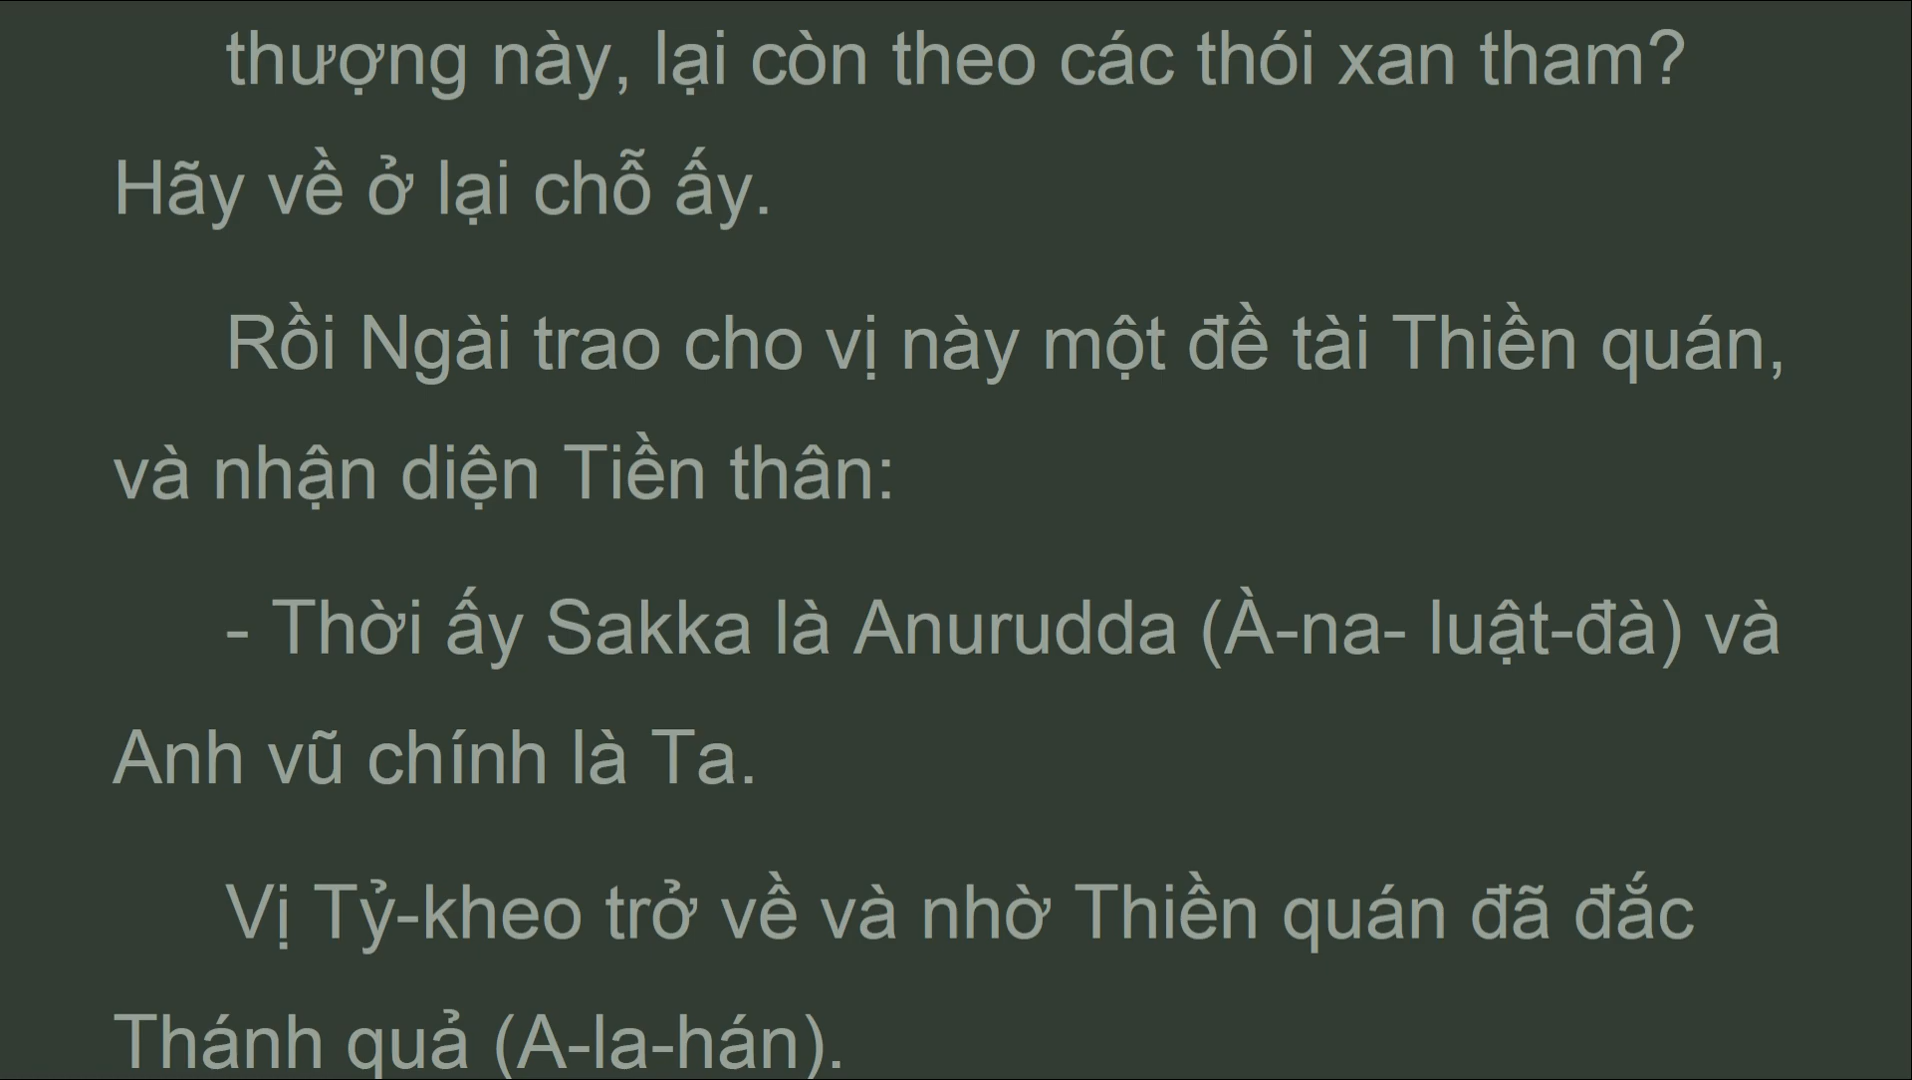 thượng này, lại còn theo các thói xan tham?
Hãy về ở lại chỗ ấy.
Rồi Ngài trao cho vị này một đề tài Thiền quán,
và nhận diện Tiền thân:
- Thời ấy Sakka là Anurudda (À-na- luật-đà) và
Anh vũ chính là Ta.
Vị Tỷ-kheo trở về và nhờ Thiền quán đã đắc
Thánh quả (A-la-hán).